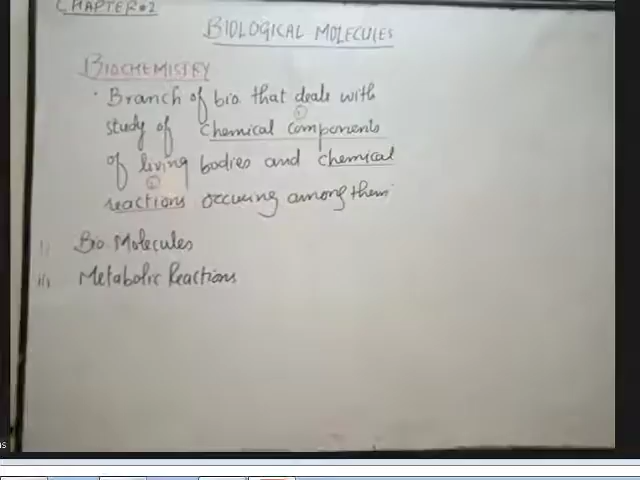 CHAPTER#2
BIOLOGICAL MOLECULES
BIOCHEMISTRY
• Branch of bio. that deals with
study of chemical components
of living bodies and chemical
reactions occuring among them
Bio Molecules
Metabolic Reactions